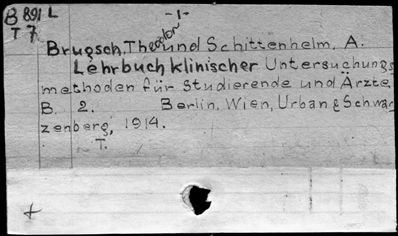 B 891 L -1-
T 7.
Brugsch, Theodor und Schittenhelm, A.
Lehrbuch klinischer Untersuchungs
methoden für Studierende und Ärzte
B. 2. Berlin, Wien, Urban & Schwar
zenberg, 1914.
T.
+